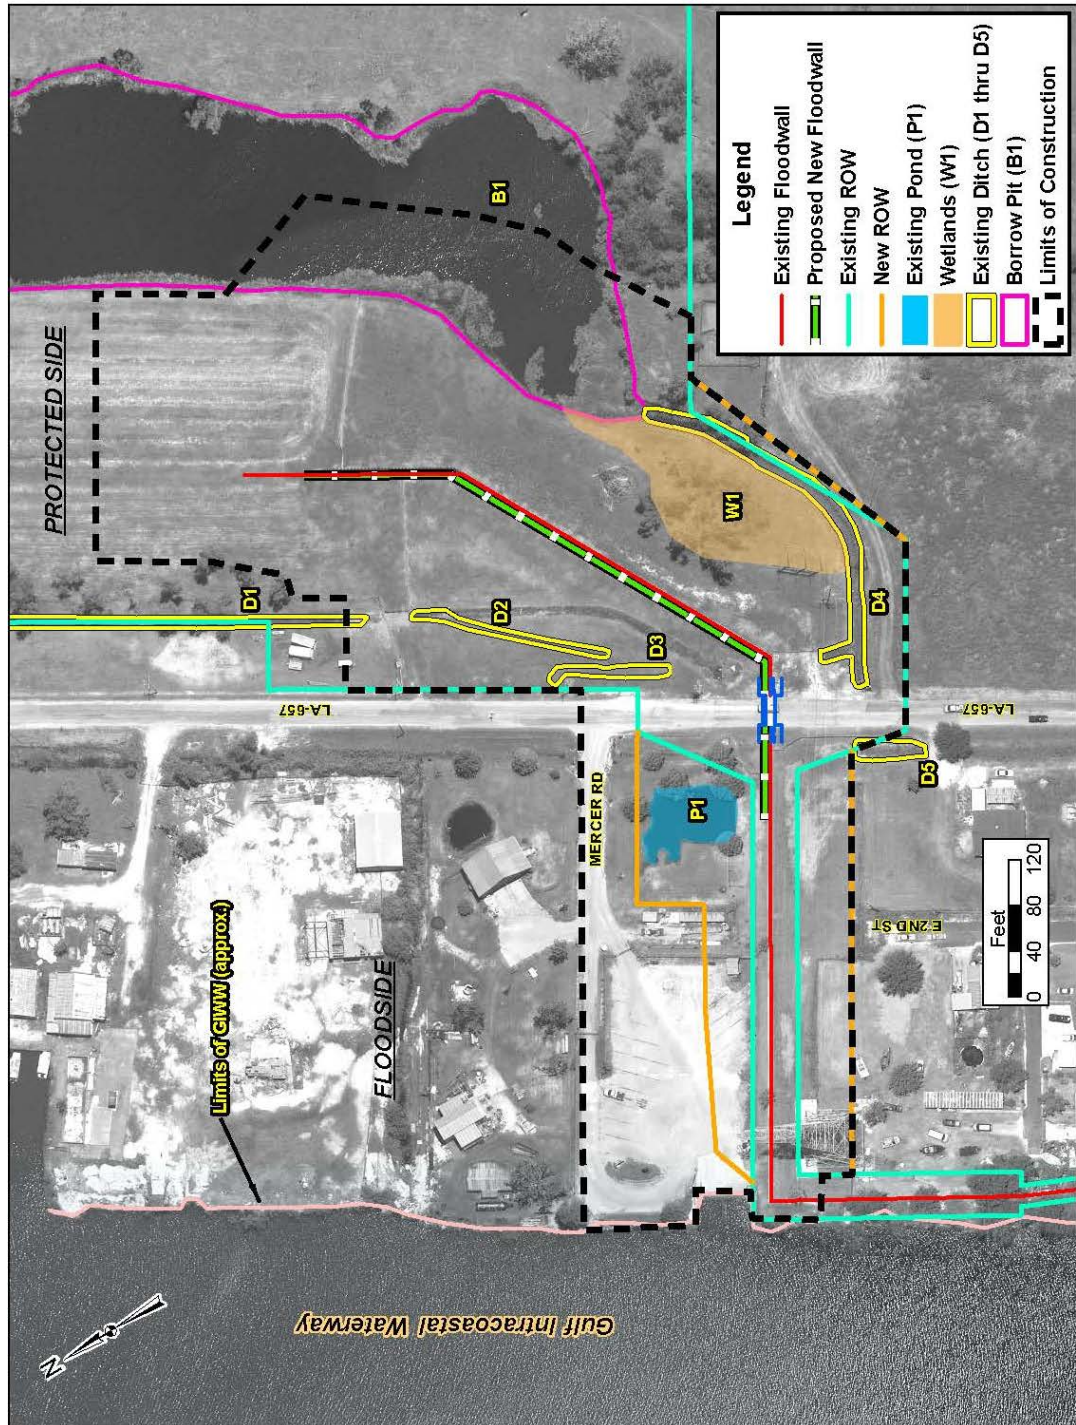 PROTECTED SIDE
B1
D1
D2
D3
W1
D4
D5
P1
LA-657
LA-657
MERCER RD
E 2ND ST
FLOODSIDE
Limits of GIWW (approx.)
Gulf Intracoastal Waterway
N
Feet
0 40 80 120
Legend
Existing Floodwall
Proposed New Floodwall
Existing ROW
New ROW
Existing Pond (P1)
Wetlands (W1)
Existing Ditch (D1 thru D5)
Borrow Pit (B1)
Limits of Construction